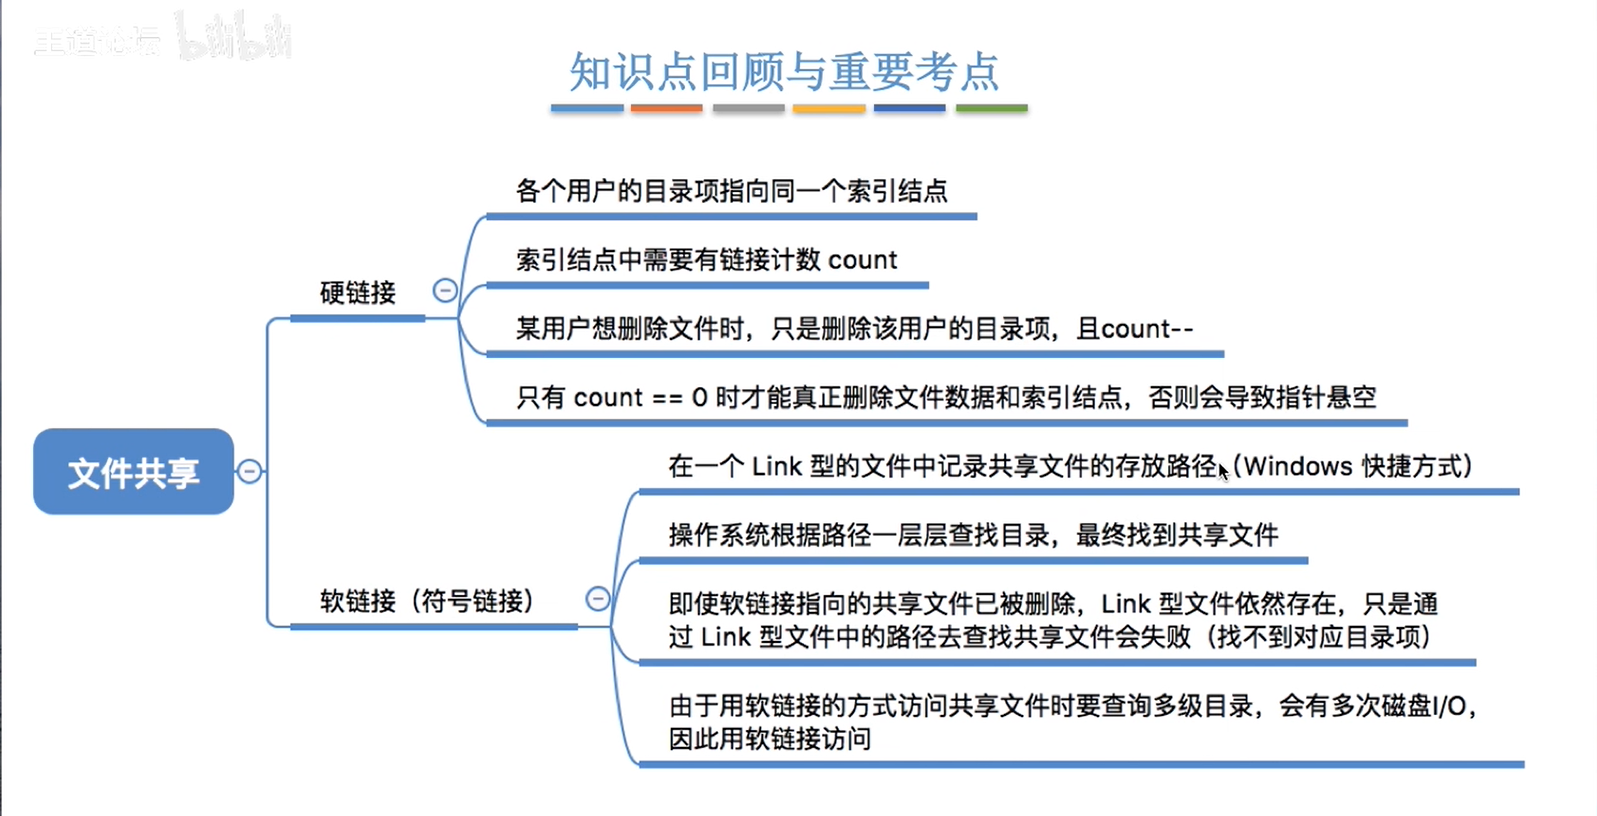 王道论坛 bilibili
知识点回顾与重要考点
各个用户的目录项指向同一个索引结点
索引结点中需要有链接计数 count
硬链接
某用户想删除文件时，只是删除该用户的目录项，且count--
只有 count == 0 时才能真正删除文件数据和索引结点，否则会导致指针悬空
文件共享
在一个 Link 型的文件中记录共享文件的存放路径（Windows 快捷方式）
操作系统根据路径一层层查找目录，最终找到共享文件
软链接（符号链接）
即使软链接指向的共享文件已被删除，Link 型文件依然存在，只是通
过 Link 型文件中的路径去查找共享文件会失败（找不到对应目录项）
由于用软链接的方式访问共享文件时要查询多级目录，会有多次磁盘I/O，
因此用软链接访问